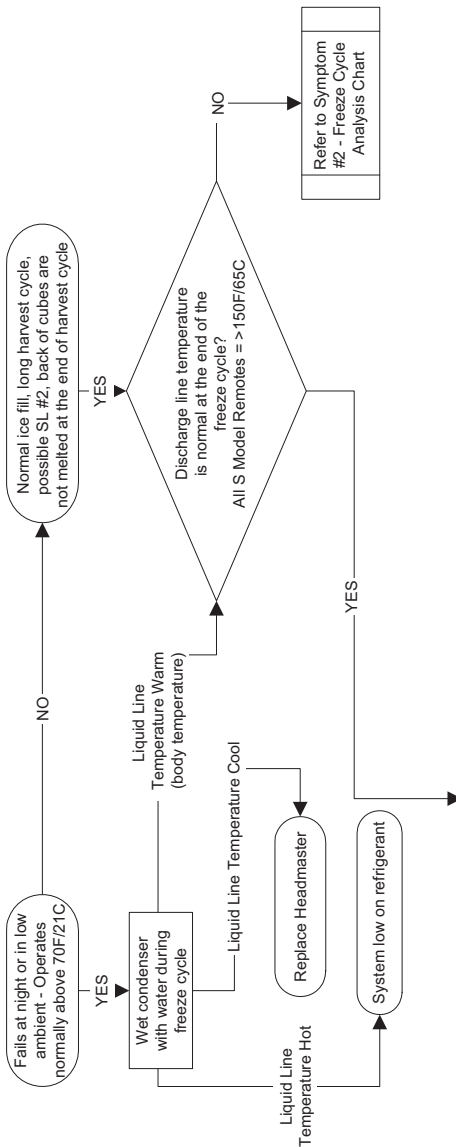 Fails at night or in low
ambient - Operates
normally above 70F/21C
NO
Normal ice fill, long harvest cycle,
possible SL #2, back of cubes are
not melted at the end of harvest cycle
YES
YES
Wet condenser
with water during
freeze cycle
Liquid Line
Temperature Warm
(body temperature)
Discharge line temperature
is normal at the end of the
freeze cycle?
All S Model Remotes = >150F/65C
NO
Refer to Symptom
#2 - Freeze Cycle
Analysis Chart
Liquid Line Temperature Cool
Replace Headmaster
YES
Liquid Line
Temperature Hot
System low on refrigerant